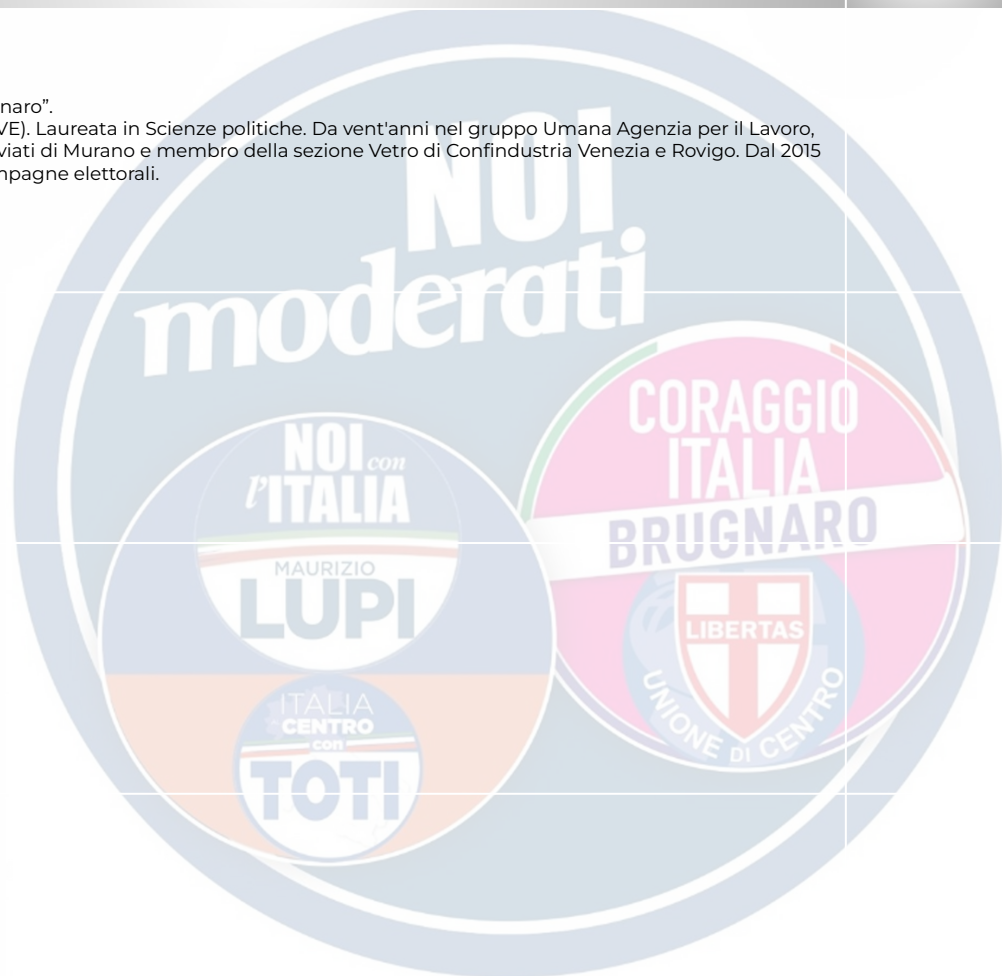 naro”.
VE). Laureata in Scienze politiche. Da vent'anni nel gruppo Umana Agenzia per il Lavoro,
viati di Murano e membro della sezione Vetro di Confindustria Venezia e Rovigo. Dal 2015
mpagne elettorali.
NOI
moderati
NOI con
l'ITALIA
MAURIZIO
LUPI
ITALIA
CENTRO
con
TOTI
CORAGGIO
ITALIA
BRUGNARO
LIBERTAS
UNIONE DI CENTRO